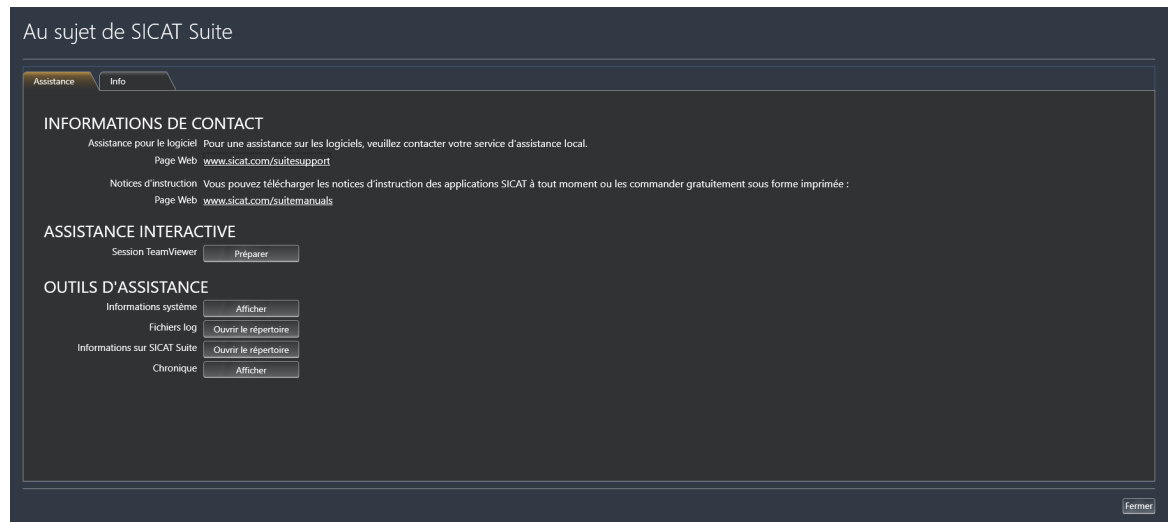 Au sujet de SICAT Suite
Assistance Info
INFORMATIONS DE CONTACT
Assistance pour le logiciel Pour une assistance sur les logiciels, veuillez contacter votre service d'assistance local.
Page Web www.sicat.com/suitesupport
Notices d'instruction Vous pouvez télécharger les notices d'instruction des applications SICAT à tout moment ou les commander gratuitement sous forme imprimée :
Page Web www.sicat.com/suitemanuals
ASSISTANCE INTERACTIVE
Session TeamViewer Préparer
OUTILS D'ASSISTANCE
Informations système Afficher
Fichiers log Ouvrir le répertoire
Informations sur SICAT Suite Ouvrir le répertoire
Chronique Afficher
Fermer